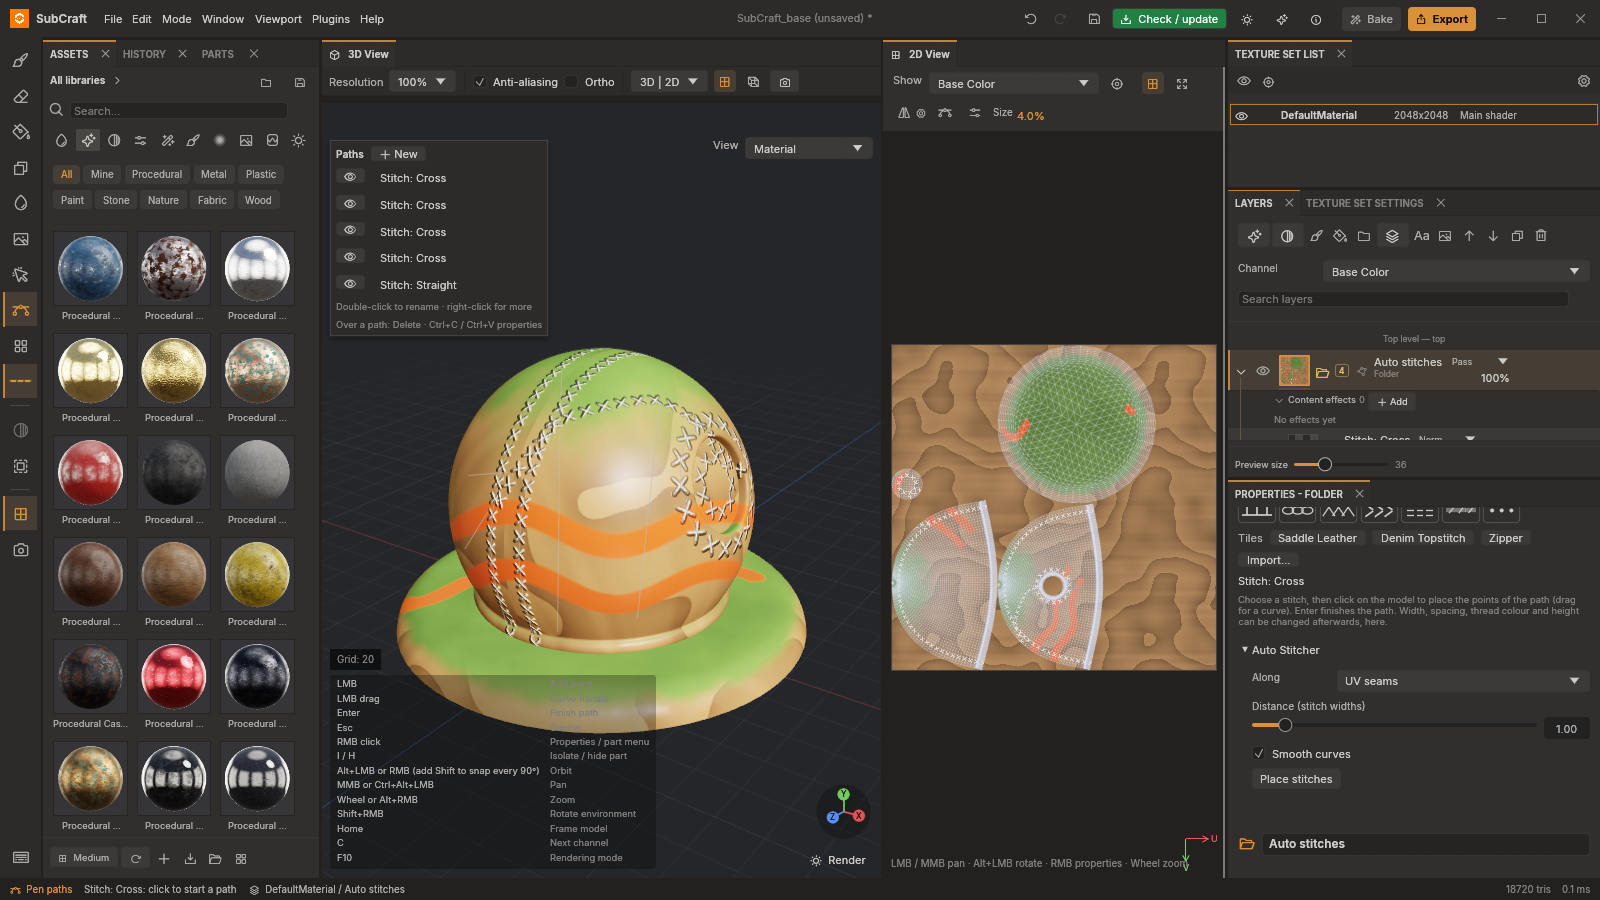 SubCraft File Edit Mode Window Viewport Plugins Help
SubCraft_base (unsaved) *
Check / update
Bake
Export
ASSETS
HISTORY
PARTS
All libraries
Search...
All Mine Procedural Metal Plastic
Paint Stone Nature Fabric Wood
Procedural ... Procedural ... Procedural ...
Procedural ... Procedural ... Procedural ...
Procedural ... Procedural ... Procedural ...
Procedural ... Procedural ... Procedural ...
Procedural Cas... Procedural ... Procedural ...
Procedural ... Procedural ... Procedural ...
Medium
3D View
Resolution 100% Anti-aliasing Ortho 3D | 2D
View Material
Paths + New
Stitch: Cross
Stitch: Cross
Stitch: Cross
Stitch: Cross
Stitch: Straight
Double-click to rename · right-click for more
Over a path: Delete · Ctrl+C / Ctrl+V properties
Grid: 20
LMB
LMB drag
Enter Finish path
Esc
RMB click Properties / part menu
I / H Isolate / hide part
Alt+LMB or RMB (add Shift to snap every 90°) Orbit
MMB or Ctrl+Alt+LMB Pan
Wheel or Alt+RMB Zoom
Shift+RMB Rotate environment
Home Frame model
C Next channel
F10 Rendering mode
Y
Z
X
Render
2D View
Show Base Color
Size 4.0%
U
LMB / MMB pan · Alt+LMB rotate · RMB properties · Wheel zoom
TEXTURE SET LIST
DefaultMaterial 2048x2048 Main shader
LAYERS
TEXTURE SET SETTINGS
Aa
Channel Base Color
Search layers
Top level — top
4 Auto stitches Pass
Folder
100%
Content effects 0 + Add
No effects yet
Stitch: Cross Norm
Preview size 36
PROPERTIES - FOLDER
Tiles Saddle Leather Denim Topstitch Zipper
Import...
Stitch: Cross
Choose a stitch, then click on the model to place the points of the path (drag
for a curve). Enter finishes the path. Width, spacing, thread colour and height
can be changed afterwards, here.
Auto Stitcher
Along UV seams
Distance (stitch widths)
1.00
Smooth curves
Place stitches
Auto stitches
Pen paths Stitch: Cross: click to start a path DefaultMaterial / Auto stitches
18720 tris 0.1 ms